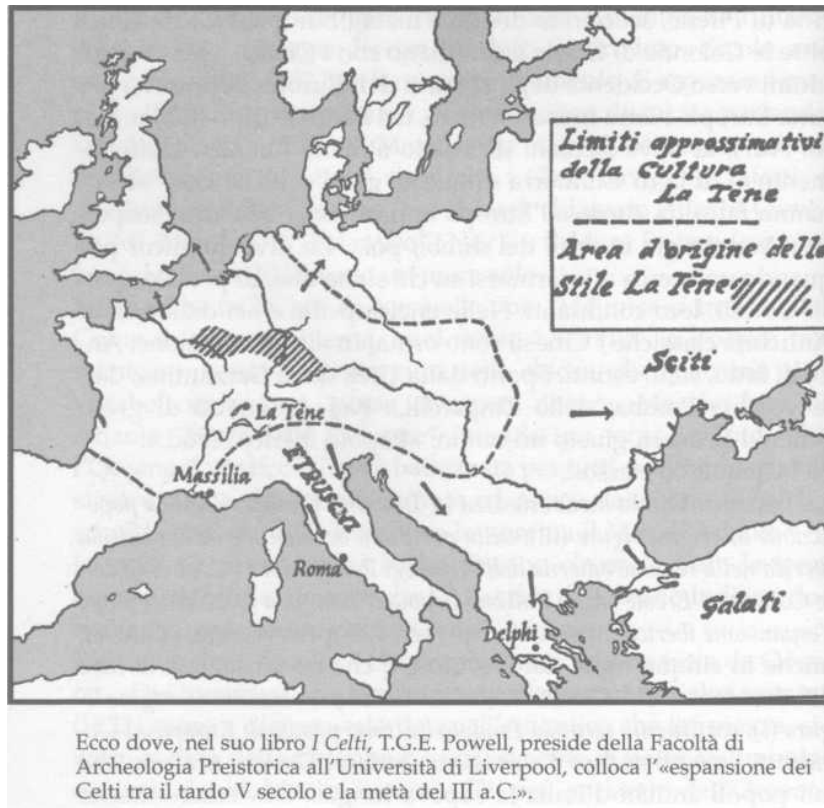 Limiti approssimativi
della Cultura
La Tène
Area d'origine dello
Stile La Tène
Sciti
La Tène
Massilia
ETRUSCHI
Roma
Delphi
Galati
Ecco dove, nel suo libro I Celti, T.G.E. Powell, preside della Facoltà di
Archeologia Preistorica all'Università di Liverpool, colloca l'«espansione dei
Celti tra il tardo V secolo e la metà del III a.C.».